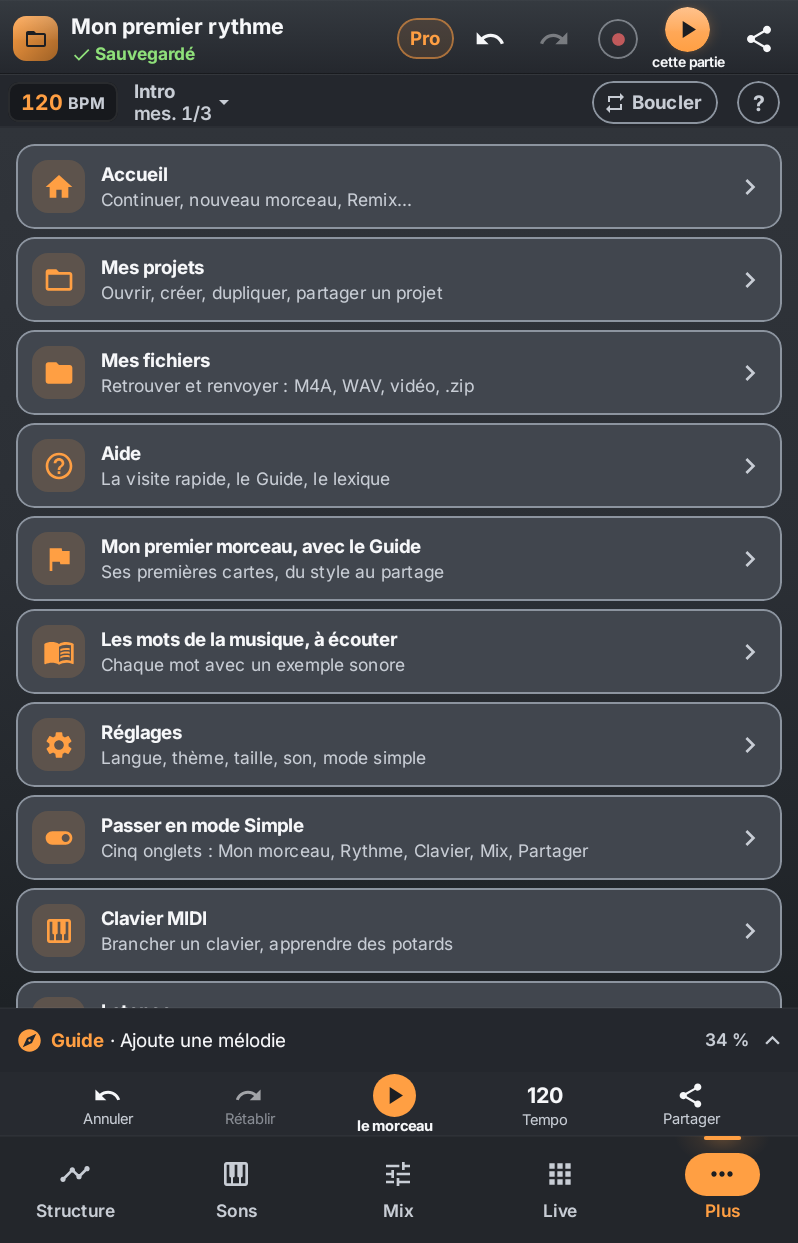 Mon premier rythme
Sauvegardé
Pro
cette partie
120 BPM
Intro
mes. 1/3
Boucler
?
Accueil
Continuer, nouveau morceau, Remix...
Mes projets
Ouvrir, créer, dupliquer, partager un projet
Mes fichiers
Retrouver et renvoyer : M4A, WAV, vidéo, .zip
Aide
La visite rapide, le Guide, le lexique
Mon premier morceau, avec le Guide
Ses premières cartes, du style au partage
Les mots de la musique, à écouter
Chaque mot avec un exemple sonore
Réglages
Langue, thème, taille, son, mode simple
Passer en mode Simple
Cinq onglets : Mon morceau, Rythme, Clavier, Mix, Partager
Clavier MIDI
Brancher un clavier, apprendre des potards
Guide · Ajoute une mélodie
34 %
Annuler
Rétablir
le morceau
120
Tempo
Partager
Structure
Sons
Mix
Live
Plus